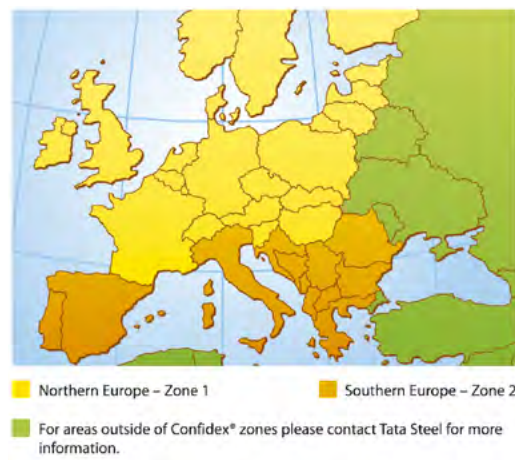 Northern Europe – Zone 1
Southern Europe – Zone 2
For areas outside of Confidex® zones please contact Tata Steel for more
information.